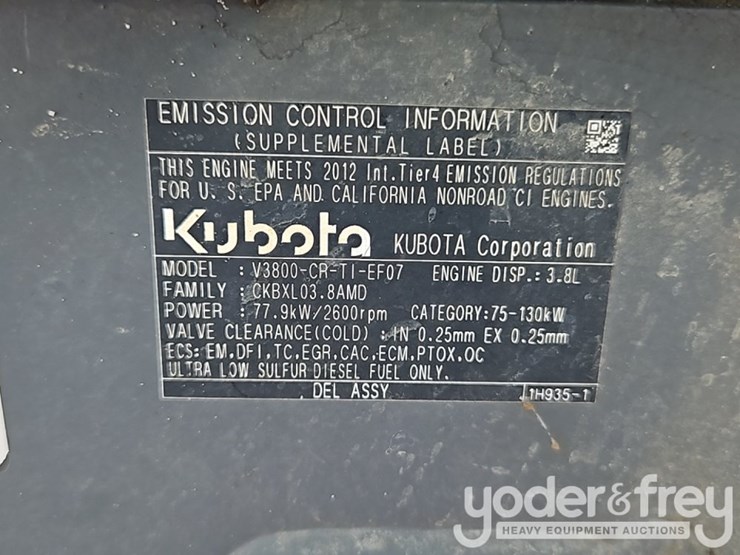 EMISSION CONTROL INFORMATION
(SUPPLEMENTAL LABEL)
THIS ENGINE MEETS 2012 Int.Tier4 EMISSION REGULATIONS
FOR U.S. EPA AND CALIFORNIA NONROAD CI ENGINES.
Kubota KUBOTA Corporation
MODEL : V3800-CR-TI-EF07 ENGINE DISP.: 3.8L
FAMILY : CKBXL03.8AMD
POWER : 77.9kW/2600rpm CATEGORY:75-130kW
VALVE CLEARANCE(COLD) : IN 0.25mm EX 0.25mm
ECS: EM,DFI,TC,EGR,CAC,ECM,PTOX,OC
ULTRA LOW SULFUR DIESEL FUEL ONLY.
DEL ASSY 1H935-1
yoder&frey
HEAVY EQUIPMENT AUCTIONS